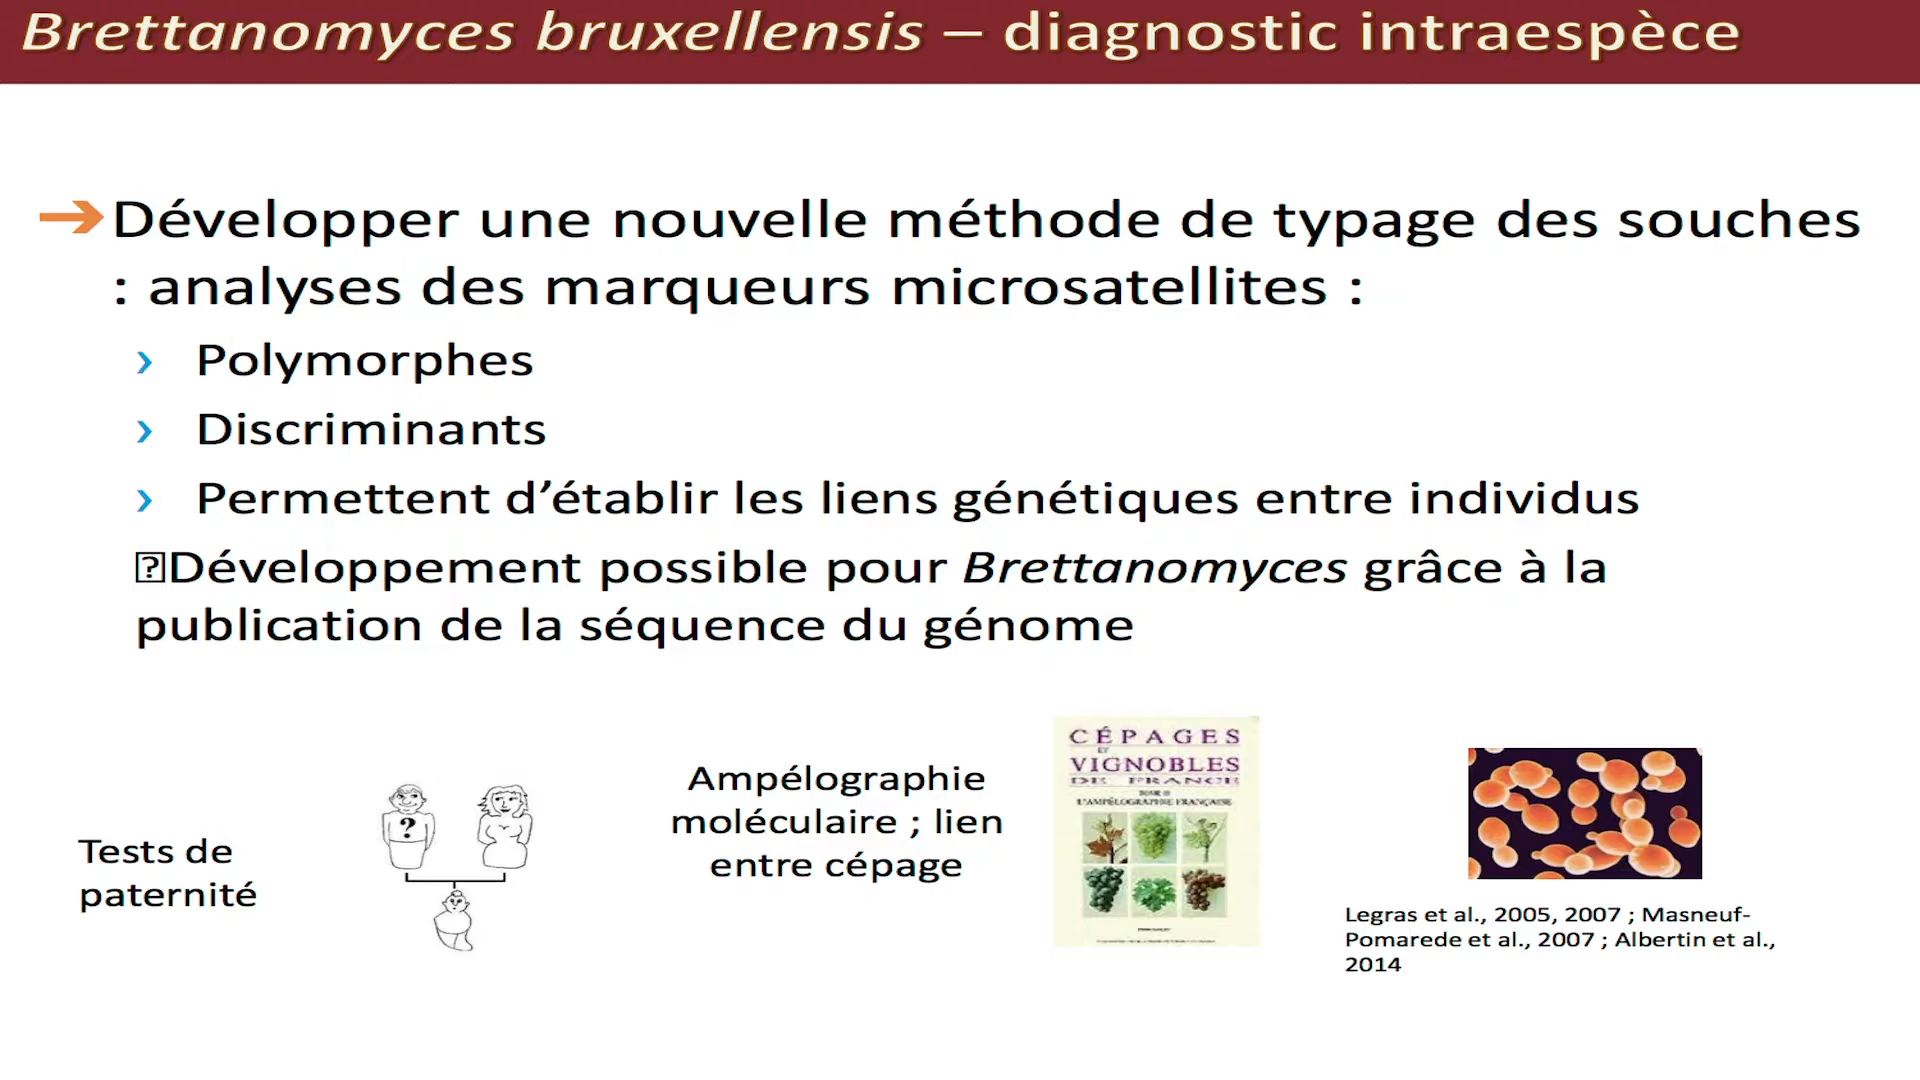 Brettanomyces bruxellensis – diagnostic intraespèce
Développer une nouvelle méthode de typage des souches
: analyses des marqueurs microsatellites :
› Polymorphes
› Discriminants
› Permettent d’établir les liens génétiques entre individus
Développement possible pour Brettanomyces grâce à la
publication de la séquence du génome
Tests de
paternité
?
Ampélographie
moléculaire ; lien
entre cépage
CÉPAGES
ET
VIGNOBLES
DE FRANCE
TOME II
L'AMPÉLOGRAPHIE FRANÇAISE
Legras et al., 2005, 2007 ; Masneuf-
Pomarede et al., 2007 ; Albertin et al.,
2014